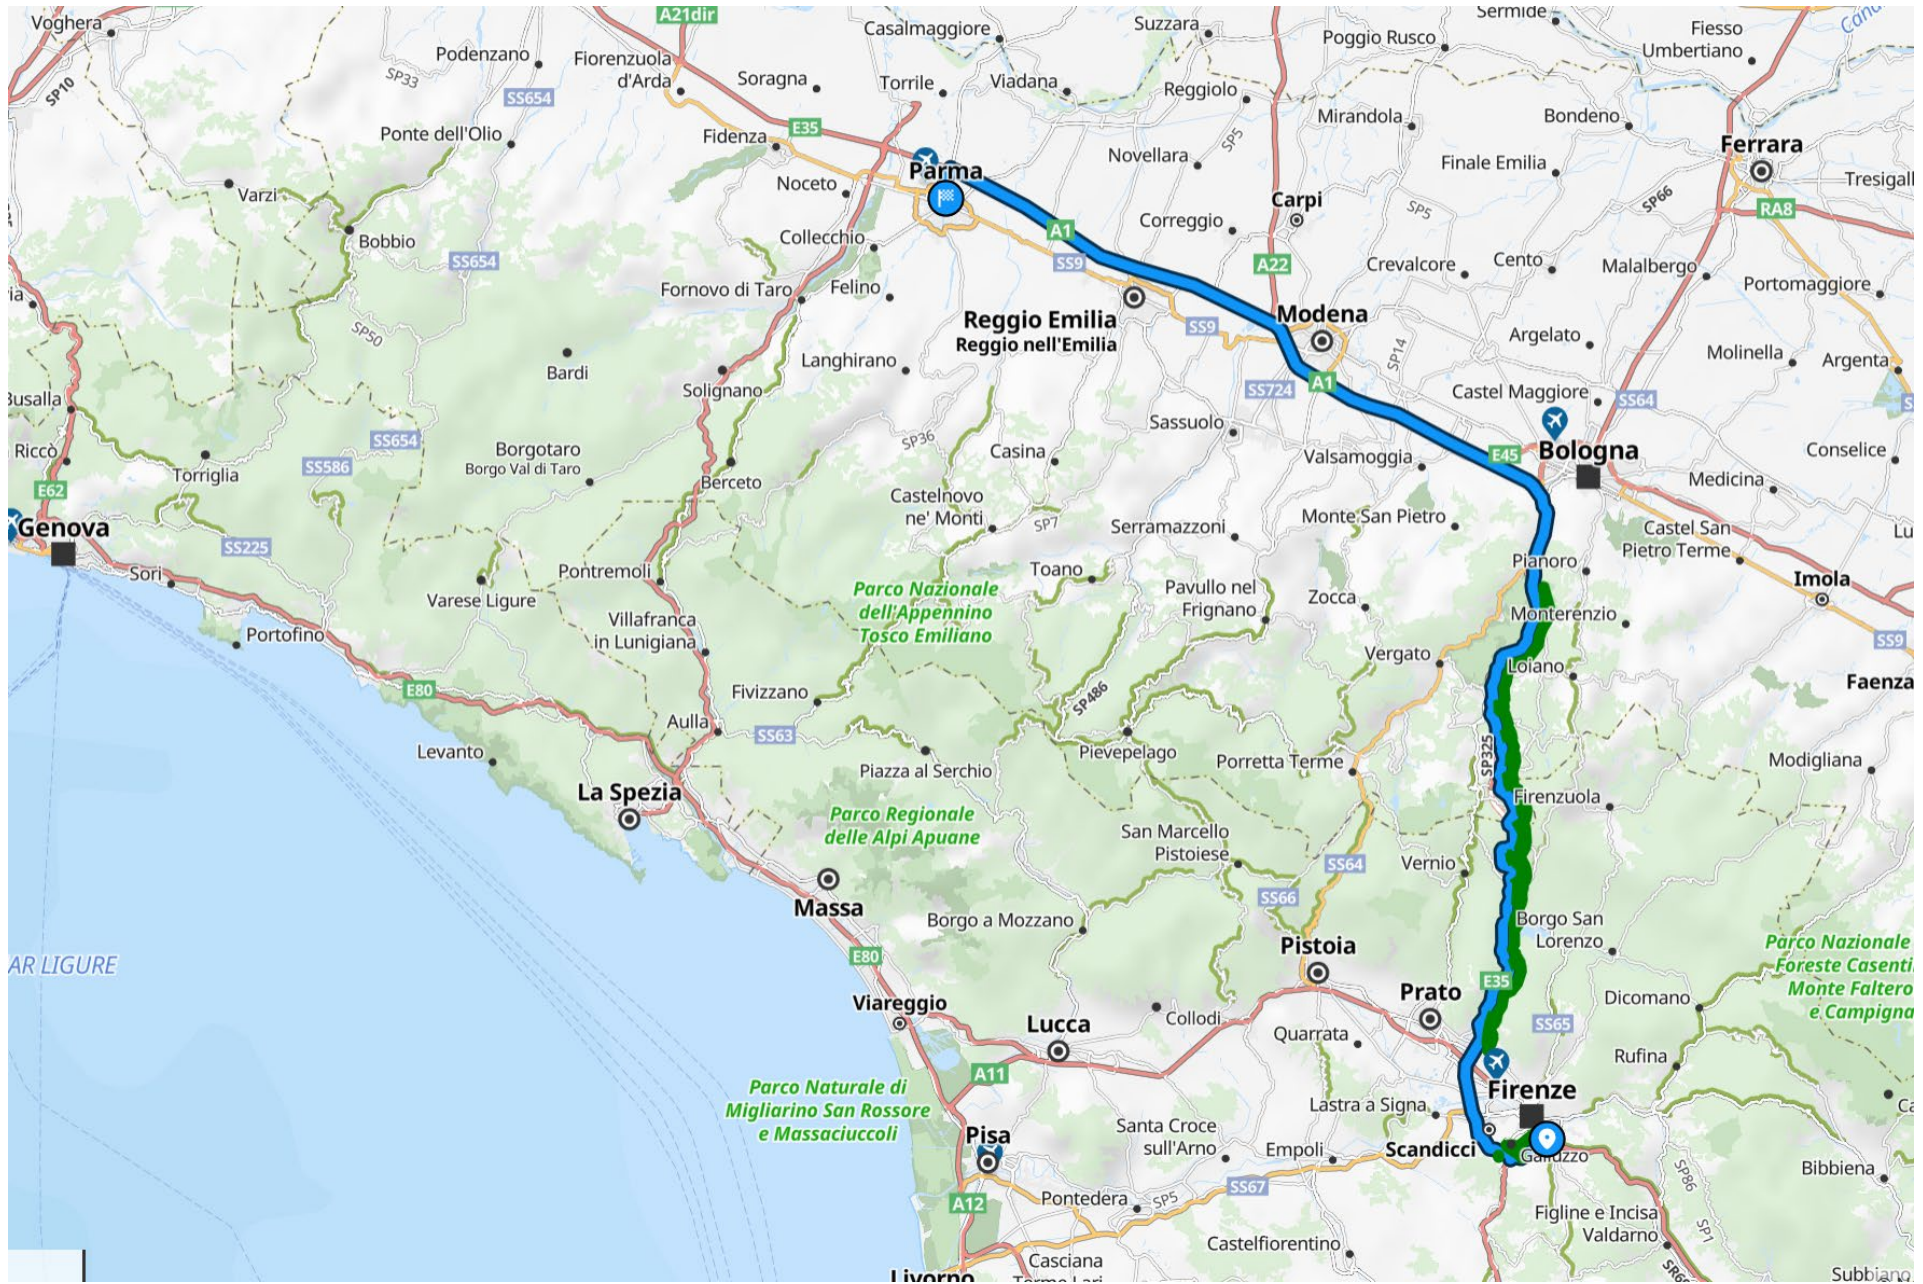 Voghera
A21dir
Casalmaggiore
Suzzara
Sermide
Poggio Rusco
Fiesso
Umbertiano
Podenzano
Fiorenzuola
d'Arda
SP33
SP10
SS654
Soragna
Torrile
Viadana
Reggiolo
Mirandola
Bondeno
Ponte dell'Olio
Fidenza
E35
SP5
Novellara
Finale Emilia
Ferrara
Tresigall
Varzi
Noceto
Parma
Carpi
SP5
SP66
RA8
Bobbio
SS654
Collecchio
A1
SS9
Correggio
A22
Crevalcore
Cento
Malalbergo
Portomaggiore
Fornovo di Taro
Felino
Reggio Emilia
Reggio nell'Emilia
SS9
Modena
Argelato
Molinella
Argenta
SP50
Bardi
Langhirano
Solignano
SP14
A1
SS724
Castel Maggiore
SS64
Busalla
SS654
Riccò
Torriglia
SS586
Borgotaro
Borgo Val di Taro
SP36
Casina
Sassuolo
Valsamoggia
E45
Bologna
Conselice
Medicina
E62
Berceto
Castelnovo
ne' Monti
SP7
Serramazzoni
Monte San Pietro
Castel San
Pietro Terme
Genova
SS225
Sori
Varese Ligure
Pontremoli
Toano
Pavullo nel
Frignano
Zocca
Pianoro
Imola
Parco Nazionale
dell'Appennino
Tosco Emiliano
Monterenzio
SS9
Portofino
Villafranca
in Lunigiana
Vergato
Loiano
Faenza
E80
Fivizzano
SP486
Aulla
SS63
Levanto
Piazza al Serchio
Pievepelago
Porretta Terme
SP325
Modigliana
La Spezia
Firenzuola
Parco Regionale
delle Alpi Apuane
San Marcello
Pistoiese
SS64
Vernio
Massa
SS66
Borgo a Mozzano
Borgo San
Lorenzo
Pistoia
Parco Nazionale
Foreste Casenti
Monte Faltero
e Campigna
AR LIGURE
E80
E35
Viareggio
Prato
Dicomano
Lucca
Collodi
Quarrata
SS65
Rufina
A11
Parco Naturale di
Migliarino San Rossore
e Massaciuccoli
Firenze
Lastra a Signa
Pisa
Santa Croce
sull'Arno
Empoli
Scandicci
Galluzzo
SP86
Bibbiena
A12
Pontedera
SP5
SS67
Figline e Incisa
Valdarno
SP1
Castelfiorentino
Casciana
Terme Lari
Livorno
Subbiano